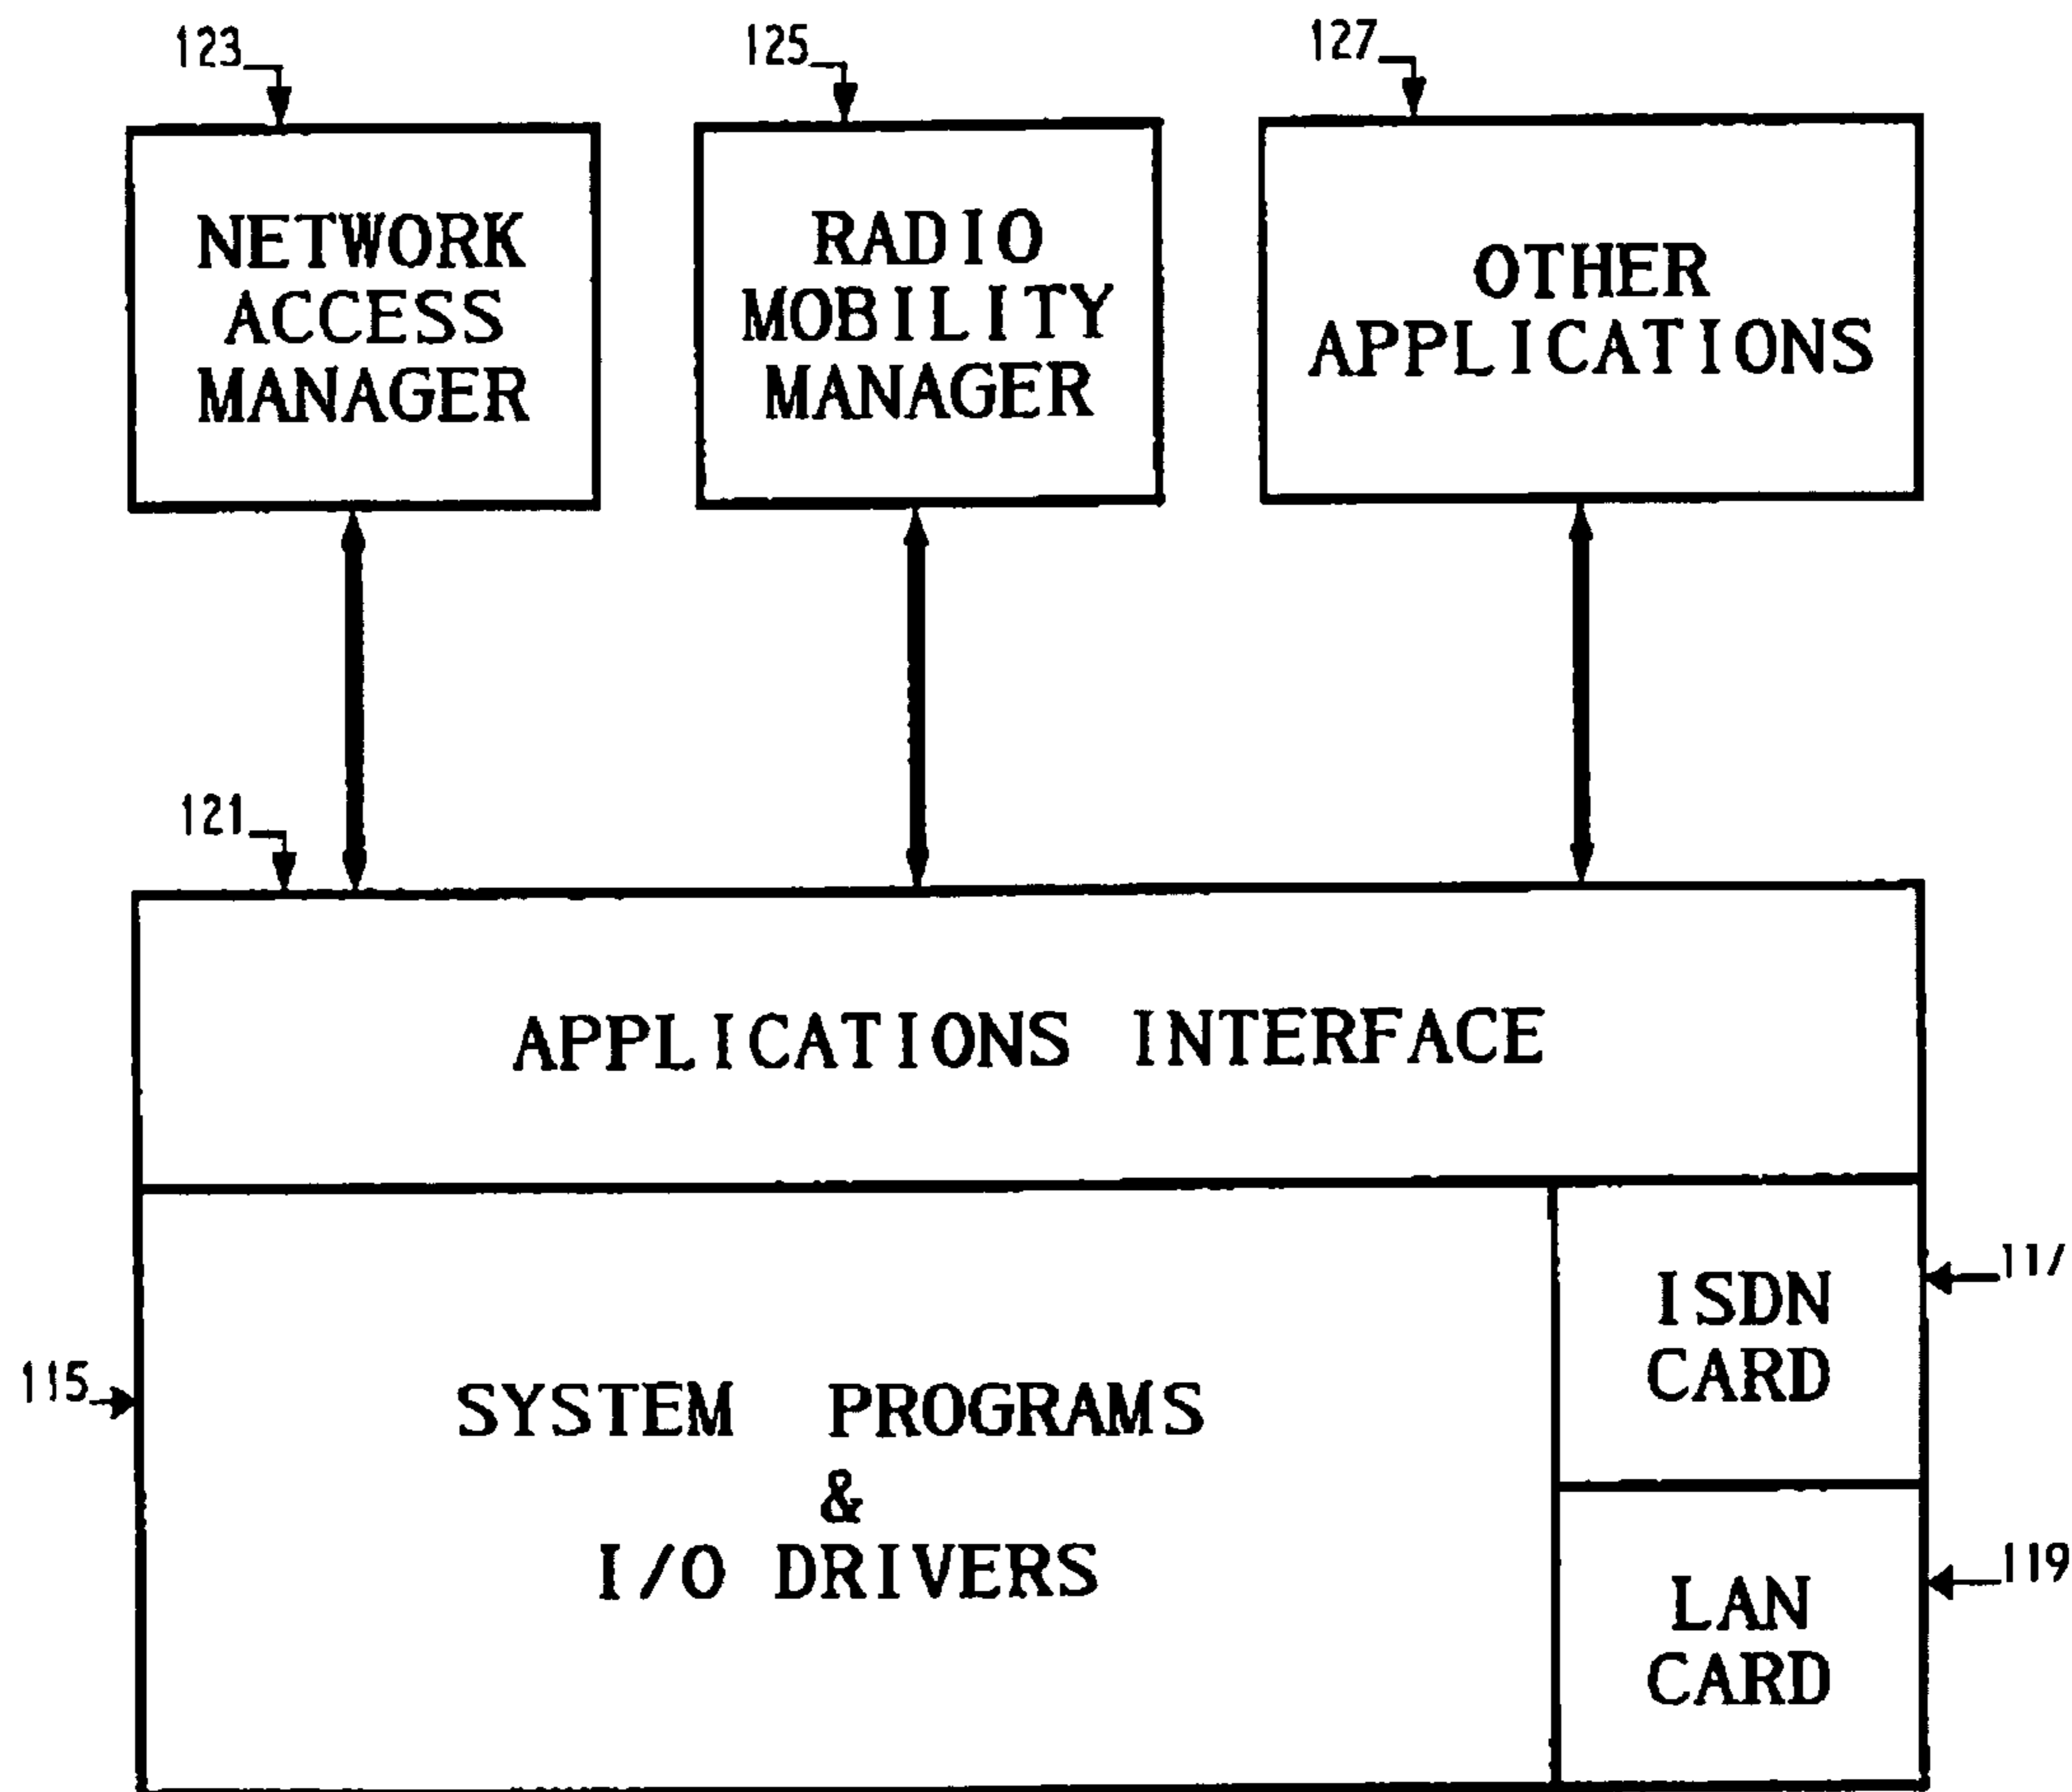 123
125
127
NETWORK
ACCESS
MANAGER
RADIO
MOBILITY
MANAGER
OTHER
APPLICATIONS
121
APPLICATIONS INTERFACE
115
SYSTEM PROGRAMS
&
I/O DRIVERS
ISDN
CARD
117
LAN
CARD
119